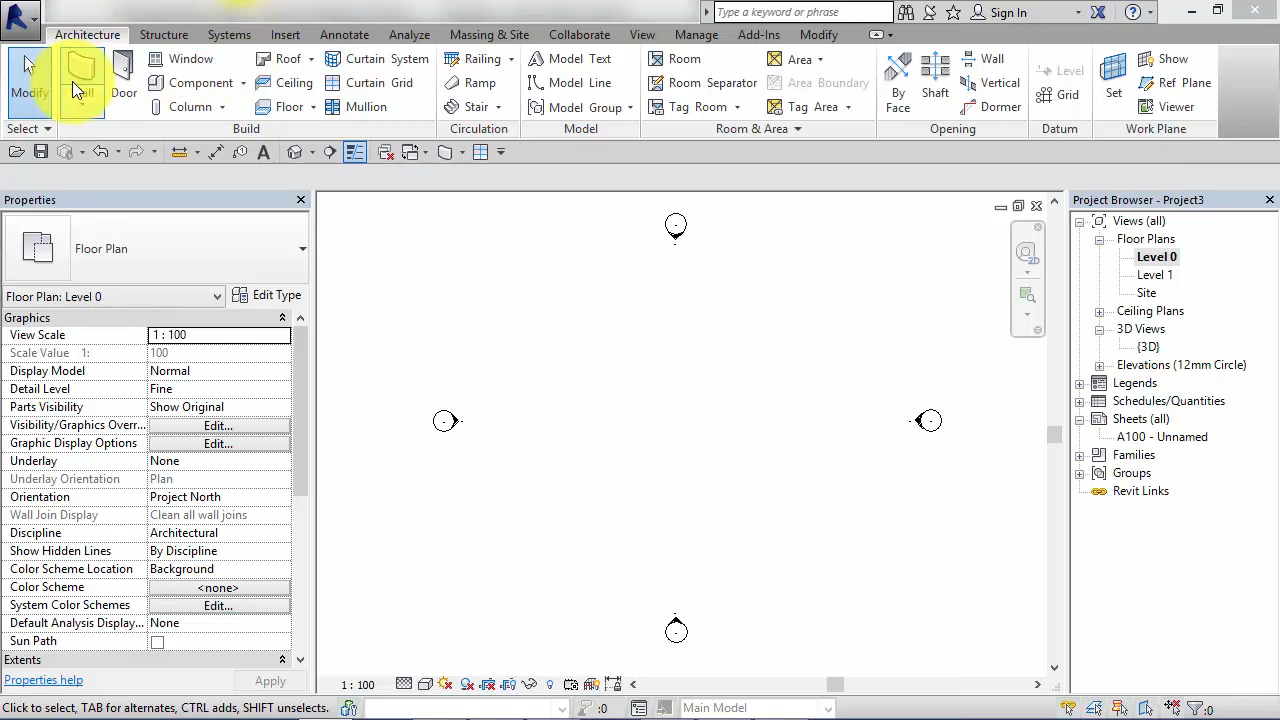 Type a keyword or phrase
Sign In
Architecture Structure Systems Insert Annotate Analyze Massing & Site Collaborate View Manage Add-Ins Modify
Modify
Wall
Door
Window
Component
Column
Roof
Ceiling
Floor
Curtain System
Curtain Grid
Mullion
Railing
Ramp
Stair
Model Text
Model Line
Model Group
Room
Room Separator
Tag Room
Area
Area Boundary
Tag Area
By Face
Shaft
Wall
Vertical
Dormer
Level
Grid
Set
Show
Ref Plane
Viewer
Select Build Circulation Model Room & Area Opening Datum Work Plane
Properties
Floor Plan
Floor Plan: Level 0 Edit Type
Graphics
View Scale 1 : 100
Scale Value 1: 100
Display Model Normal
Detail Level Fine
Parts Visibility Show Original
Visibility/Graphics Over... Edit...
Graphic Display Options Edit...
Underlay None
Underlay Orientation Plan
Orientation Project North
Wall Join Display Clean all wall joins
Discipline Architectural
Show Hidden Lines By Discipline
Color Scheme Location Background
Color Scheme <none>
System Color Schemes Edit...
Default Analysis Display... None
Sun Path
Extents
Properties help Apply
2D
Project Browser - Project3
Views (all)
Floor Plans
Level 0
Level 1
Site
Ceiling Plans
3D Views
{3D}
Elevations (12mm Circle)
Legends
Schedules/Quantities
Sheets (all)
A100 - Unnamed
Families
Groups
Revit Links
1 : 100
Click to select, TAB for alternates, CTRL adds, SHIFT unselects. :0 Main Model :0